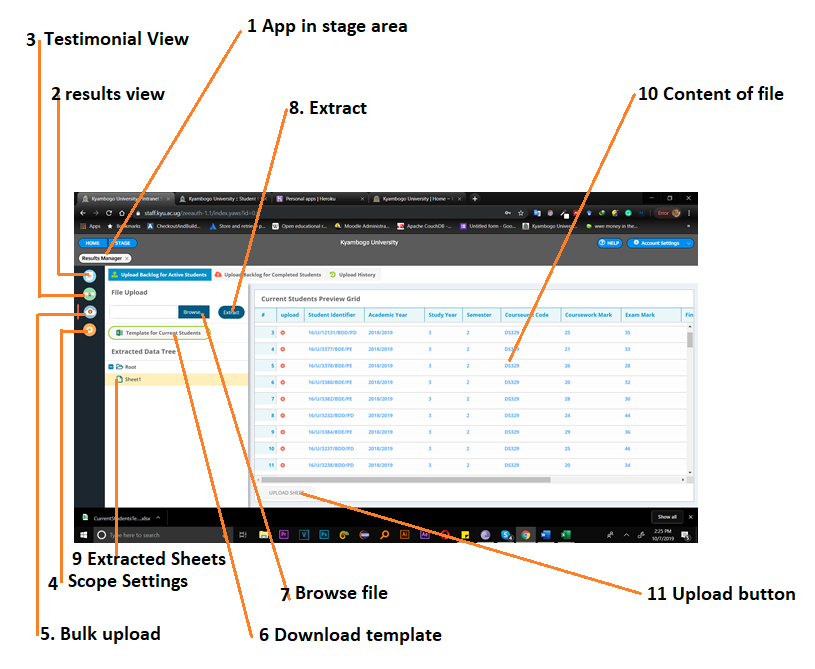 1 App in stage area
3 Testimonial View
2 results view
8. Extract
10 Content of file
Kyambogo University : Intranet
Kyambogo University : Student
Personal apps | Heroku
Kyambogo University | Home –
staff.kyu.ac.ug/zeeauth-1.1/index.yaws?id=0
Error
Apps
Bookmarks
CheckoutAndBuild...
Access and retrieve p...
Open educational r...
Moodle Administra...
Apache CouchDB -...
Untitled form - Goo...
Kyambogo Univer...
wwe money in the...
HOME
STAGE
Kyambogo University
HELP
Account Settings
Results Manager
Upload Backlog for Active Students
Upload Backlog for Completed Students
Upload History
File Upload
Browse...
Extract
Template for Current Students
Extracted Data Tree
Root
Sheet1
Current Students Preview Grid
# upload Student Identifier Academic Year Study Year Semester Courseunit Code Coursework Mark Exam Mark Fin
3 16/U/12131/BDD/PD 2018/2019 3 2 DS329 25 30
4 16/U/3377/BDE/PE 2018/2019 3 2 DS329 21 33
5 16/U/3378/BDE/PE 2018/2019 3 2 DS329 26 28
6 16/U/3380/BDE/PE 2018/2019 3 2 DS329 20 32
7 16/U/3382/BDE/PE 2018/2019 3 2 DS329 28 30
8 16/U/3232/BDD/PD 2018/2019 3 2 DS329 24 44
9 16/U/3384/BDE/PE 2018/2019 3 2 DS329 29 36
10 16/U/3237/BDD/PD 2018/2019 3 2 DS329 25 46
11 16/U/3238/BDD/PD 2018/2019 3 2 DS329 20 34
UPLOAD SHEET
CurrentStudentsTe....xlsx
Show all
Type here to search
2:25 PM
10/7/2019
9 Extracted Sheets
4 Scope Settings
7 Browse file
11 Upload button
5. Bulk upload
6 Download template